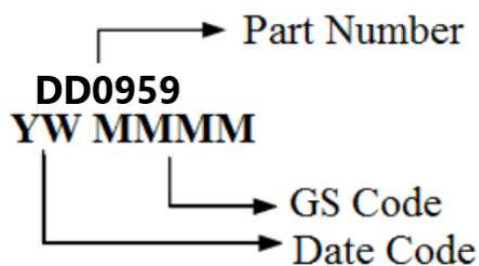 Part Number
DD0959
YW MMMM
GS Code
Date Code